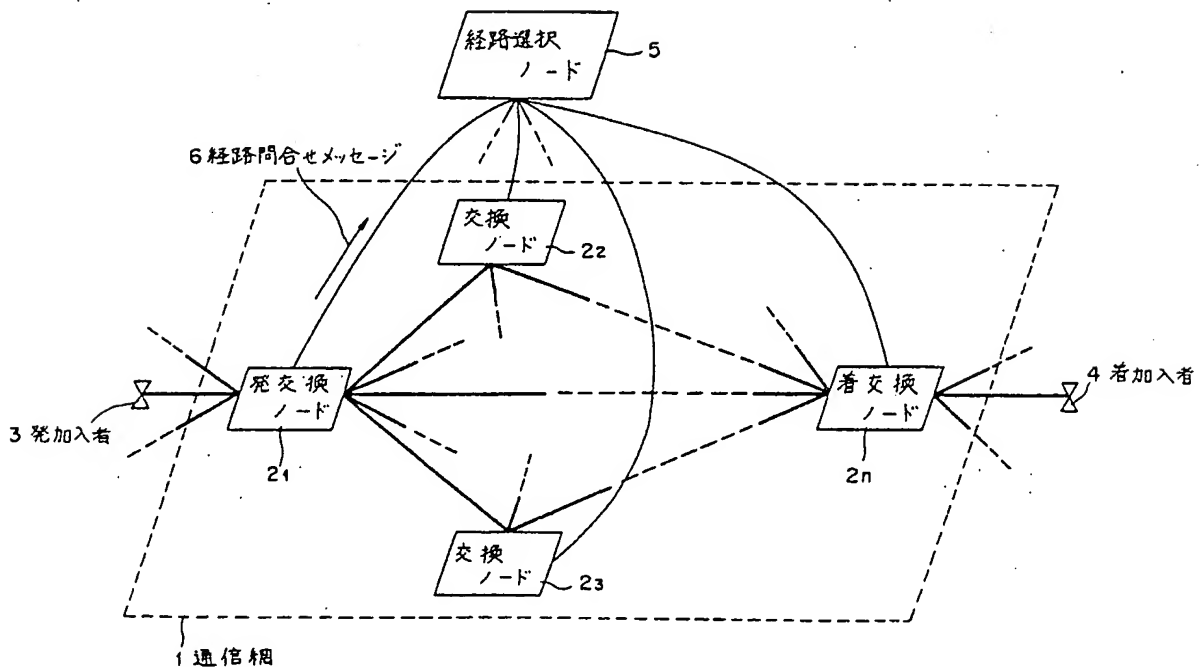 経路選択
ノード
5
6 経路問合せメッセージ
交換
ノード
22
発交換
ノード
21
3 発加入者
着交換
ノード
2n
4 着加入者
交換
ノード
23
1 通信網